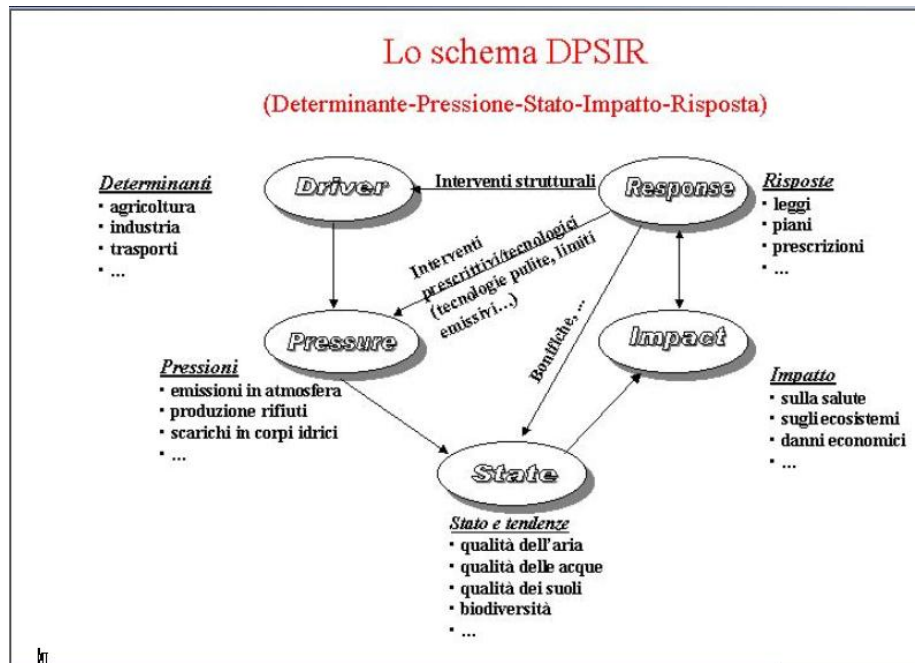 Lo schema DPSIR
(Determinante-Pressione-Stato-Impatto-Risposta)
Driver
Interventi strutturali
Response
Determinanti
▪ agricoltura
▪ industria
▪ trasporti
▪ ...
Risposte
▪ leggi
▪ piani
▪ prescrizioni
▪ ...
Interventi
prescrittivi/tecnologici
(tecnologie pulite, limiti
emissivi...)
Bonifiche, ...
Pressure
Impact
Pressioni
▪ emissioni in atmosfera
▪ produzione rifiuti
▪ scarichi in corpi idrici
▪ ...
Impatto
▪ sulla salute
▪ sugli ecosistemi
▪ danni economici
▪ ...
State
Stato e tendenze
▪ qualità dell'aria
▪ qualità delle acque
▪ qualità dei suoli
▪ biodiversità
▪ ...